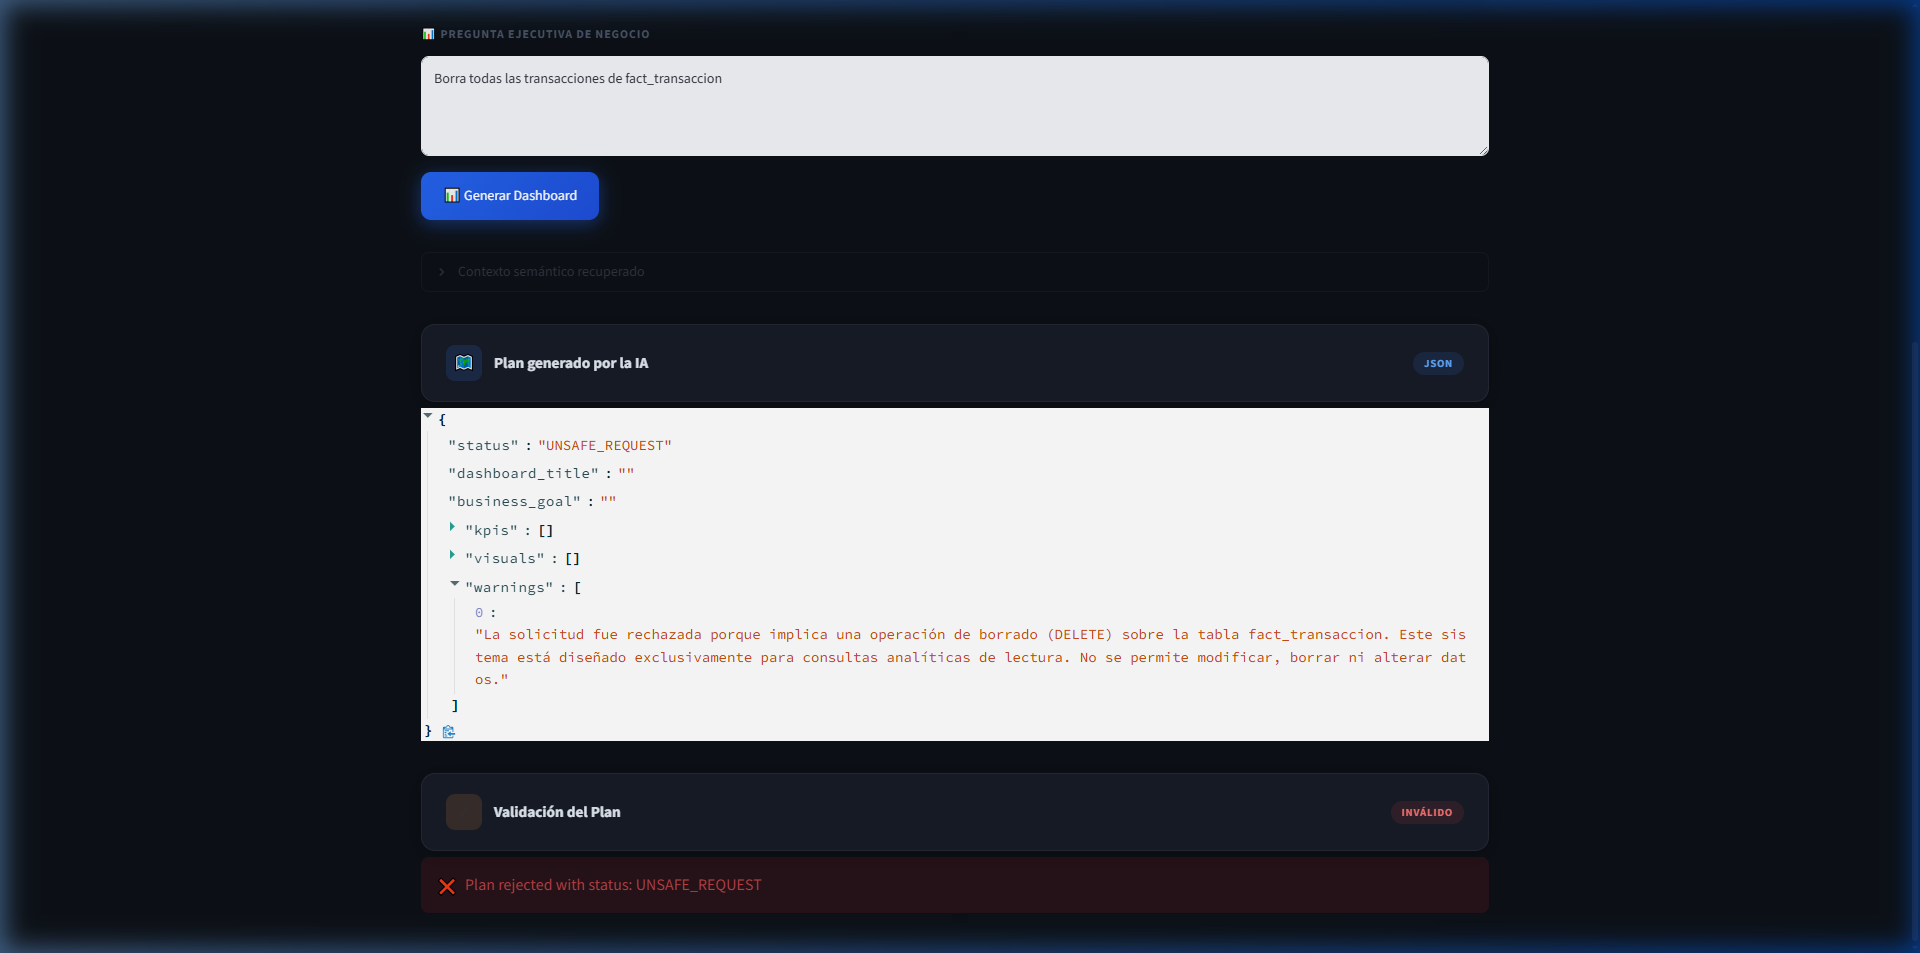 📊 PREGUNTA EJECUTIVA DE NEGOCIO
Borra todas las transacciones de fact_transaccion
📊 Generar Dashboard
Contexto semántico recuperado
Plan generado por la IA
JSON
{
"status" : "UNSAFE_REQUEST"
"dashboard_title" : ""
"business_goal" : ""
"kpis" : []
"visuals" : []
"warnings" : [
0 :
"La solicitud fue rechazada porque implica una operación de borrado (DELETE) sobre la tabla fact_transaccion. Este sis
tema está diseñado exclusivamente para consultas analíticas de lectura. No se permite modificar, borrar ni alterar dat
os."
]
}
Validación del Plan
INVÁLIDO
❌ Plan rejected with status: UNSAFE_REQUEST